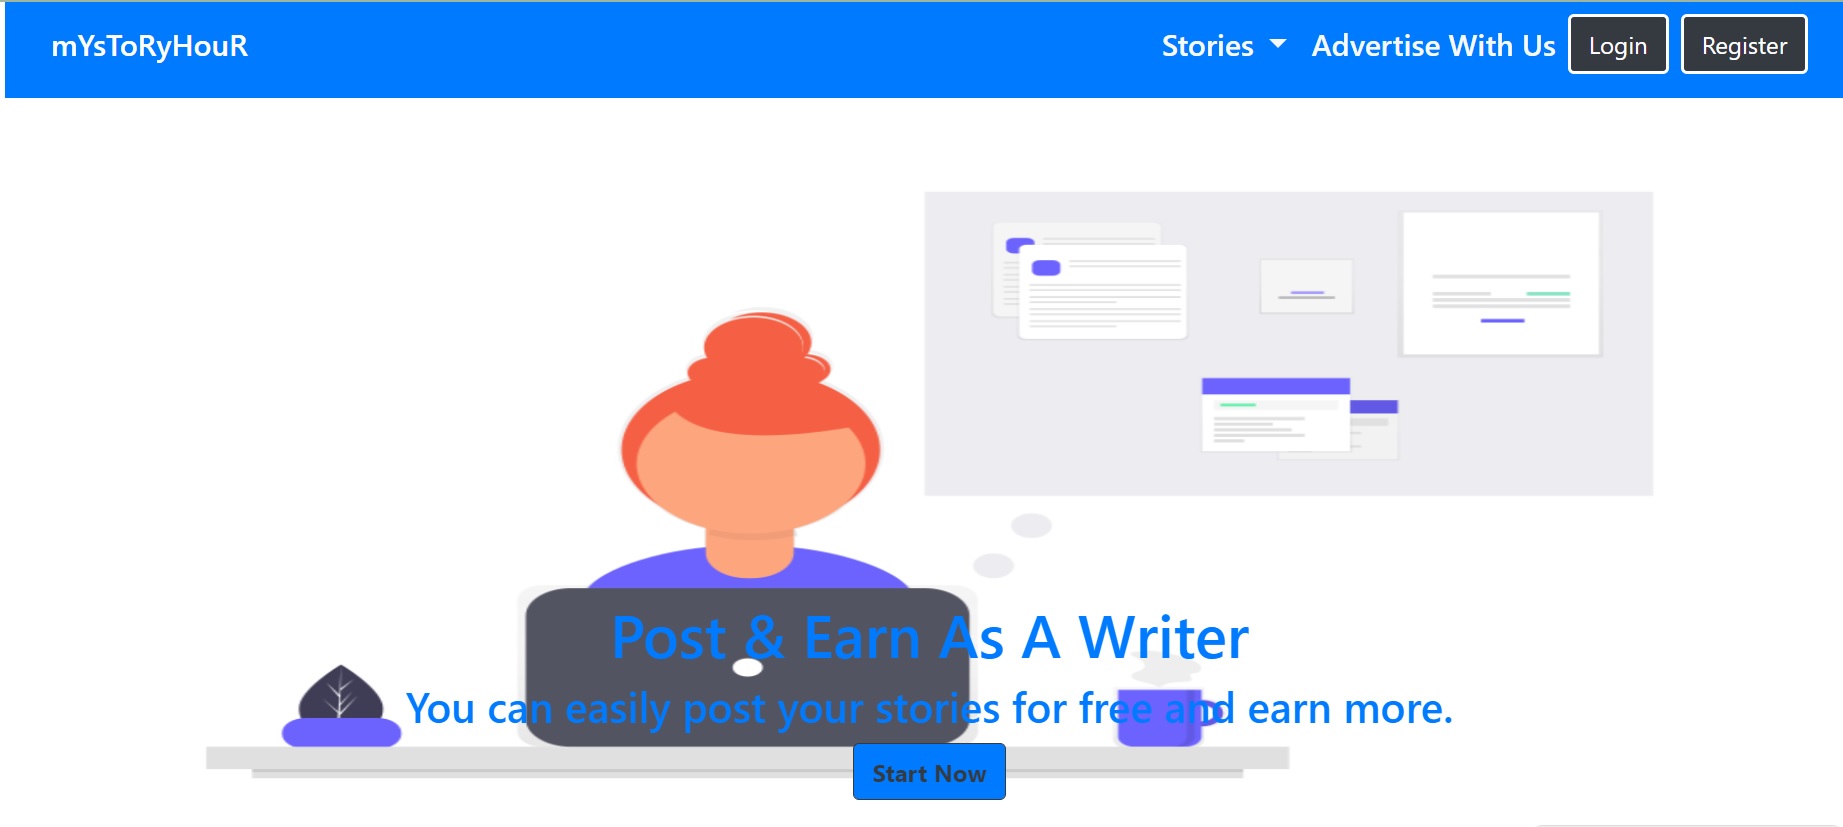 mYsToRyHouR
Stories
Advertise With Us
Login
Register
Post & Earn As A Writer
You can easily post your stories for free and earn more.
Start Now